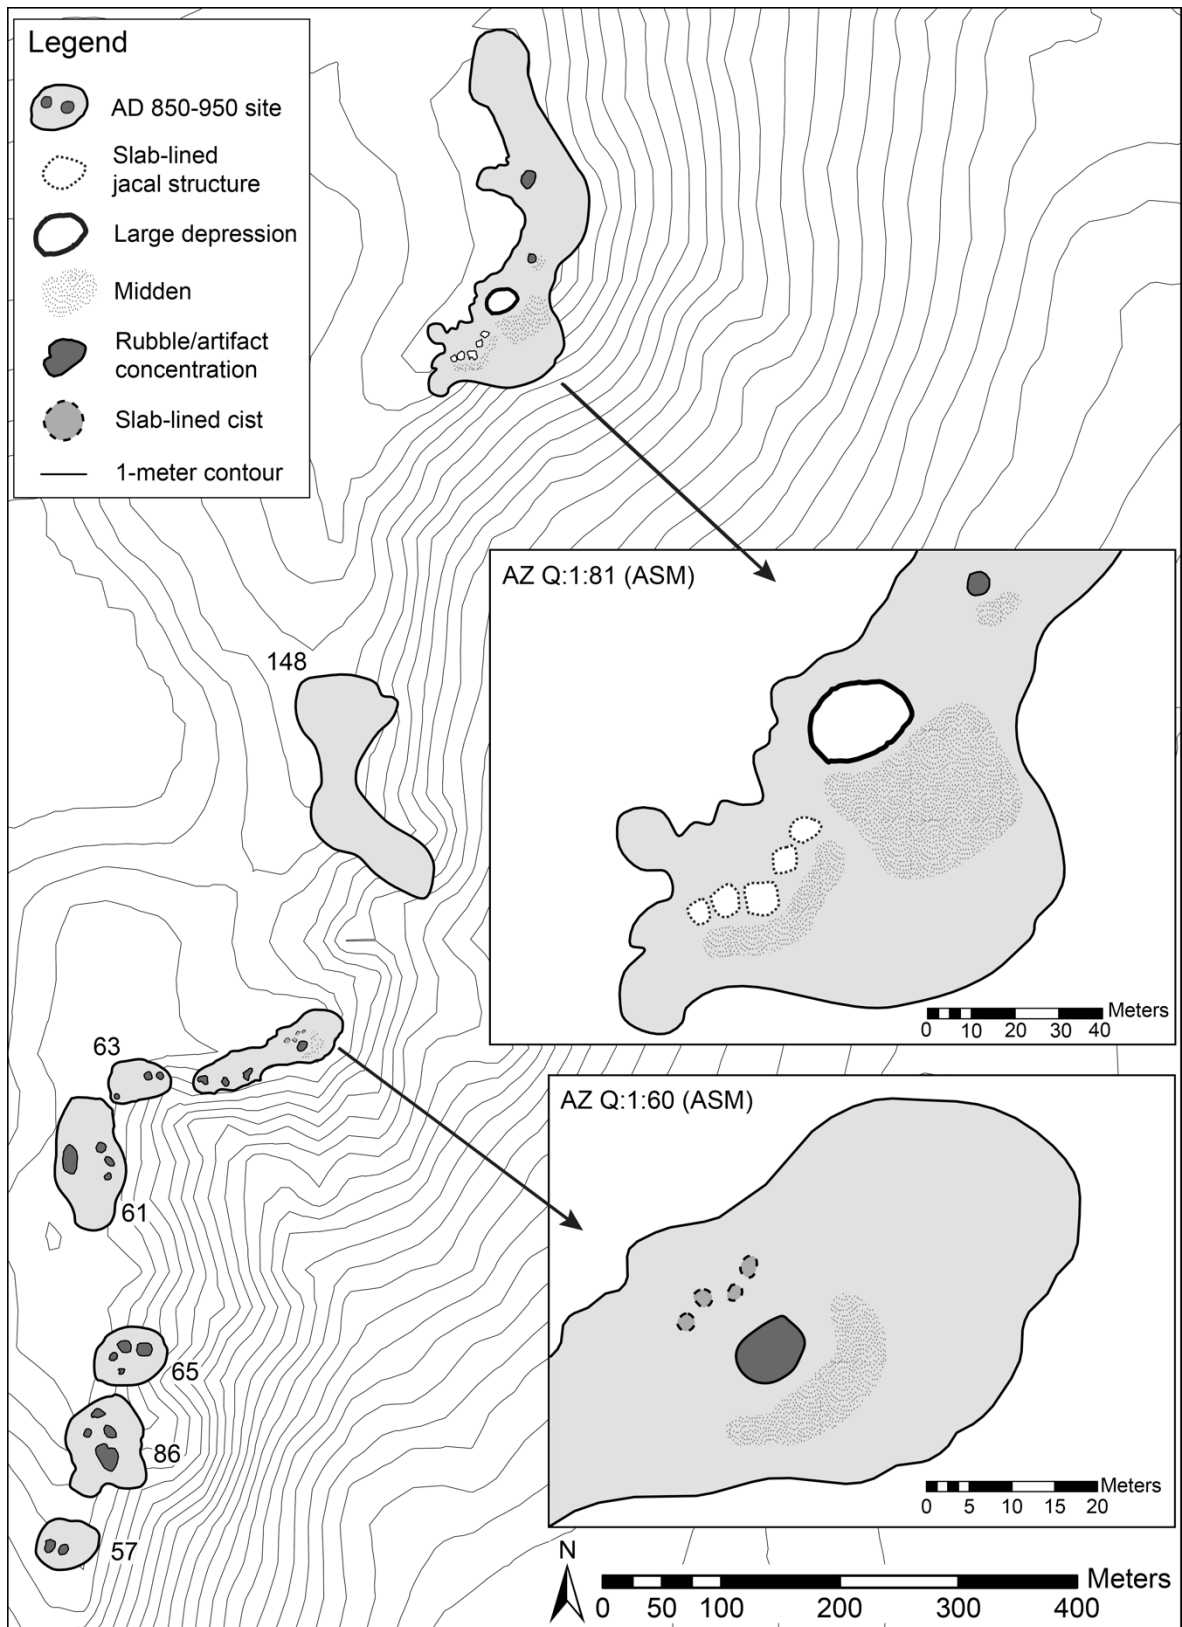 Legend
AD 850-950 site
Slab-lined
jacal structure
Large depression
Midden
Rubble/artifact
concentration
Slab-lined cist
1-meter contour
AZ Q:1:81 (ASM)
Meters
0 5 10 20 30 40
148
63
61
65
86
57
AZ Q:1:60 (ASM)
Meters
0 5 10 15 20
N
Meters
0 50 100 200 300 400